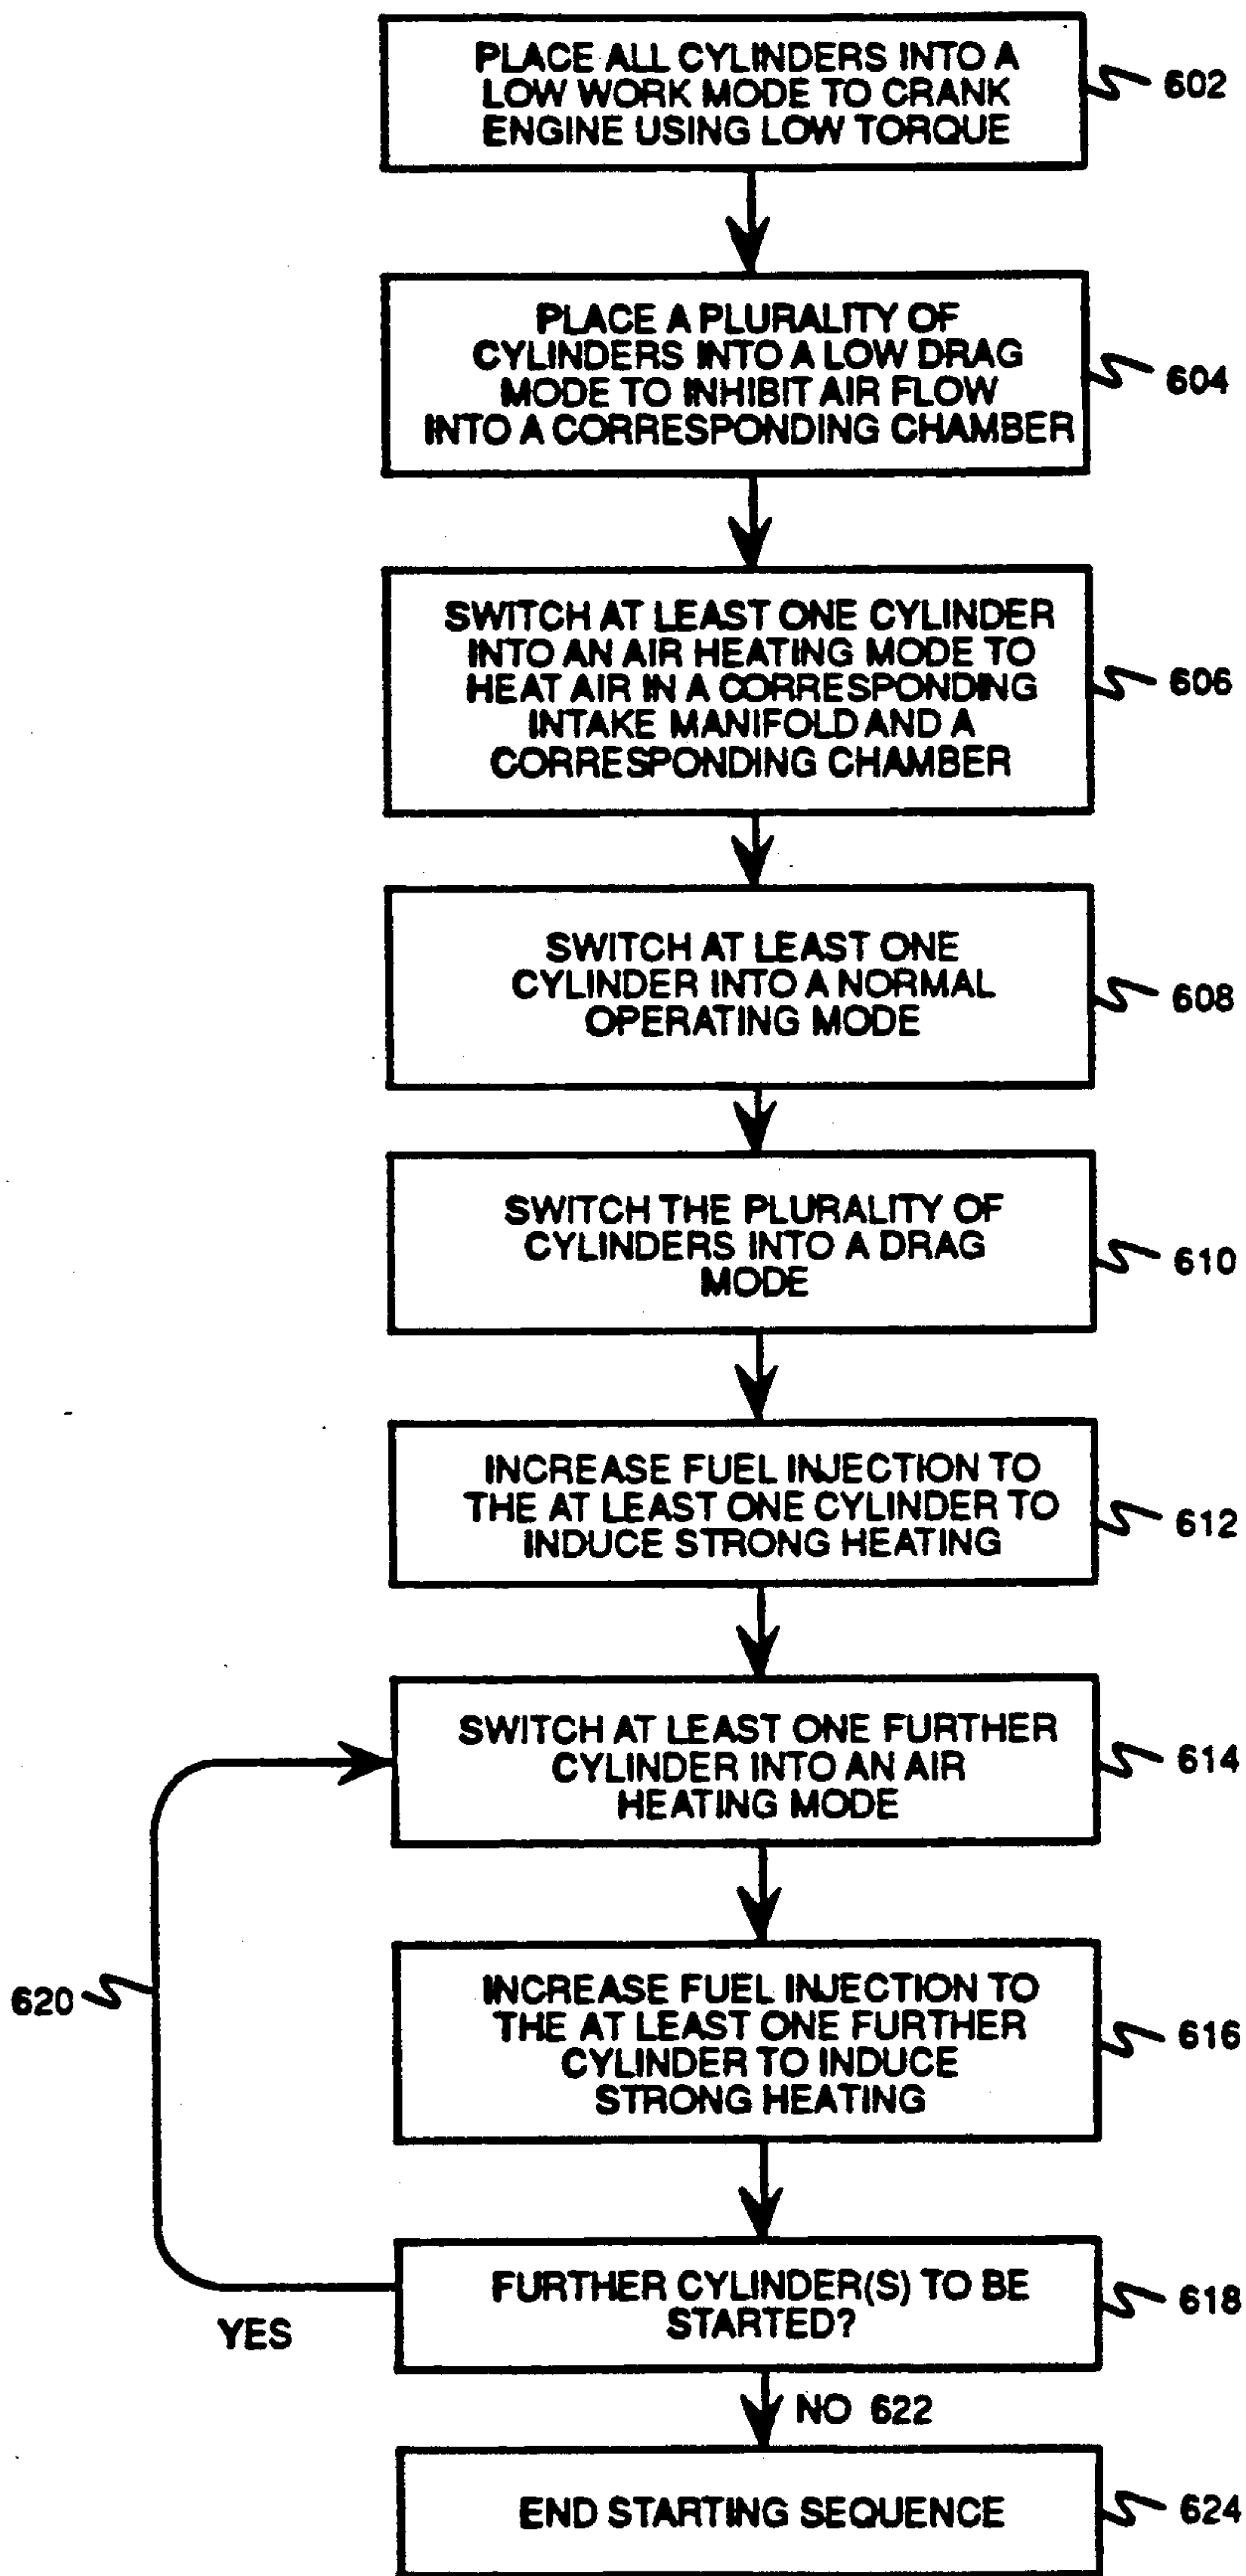 PLACE ALL CYLINDERS INTO A
LOW WORK MODE TO CRANK
ENGINE USING LOW TORQUE
602
PLACE A PLURALITY OF
CYLINDERS INTO A LOW DRAG
MODE TO INHIBIT AIR FLOW
INTO A CORRESPONDING CHAMBER
604
SWITCH AT LEAST ONE CYLINDER
INTO AN AIR HEATING MODE TO
HEAT AIR IN A CORRESPONDING
INTAKE MANIFOLD AND A
CORRESPONDING CHAMBER
606
SWITCH AT LEAST ONE
CYLINDER INTO A NORMAL
OPERATING MODE
608
SWITCH THE PLURALITY OF
CYLINDERS INTO A DRAG
MODE
610
INCREASE FUEL INJECTION TO
THE AT LEAST ONE CYLINDER TO
INDUCE STRONG HEATING
612
SWITCH AT LEAST ONE FURTHER
CYLINDER INTO AN AIR
HEATING MODE
614
620
INCREASE FUEL INJECTION TO
THE AT LEAST ONE FURTHER
CYLINDER TO INDUCE
STRONG HEATING
616
FURTHER CYLINDER(S) TO BE
STARTED?
618
YES
NO 622
END STARTING SEQUENCE
624